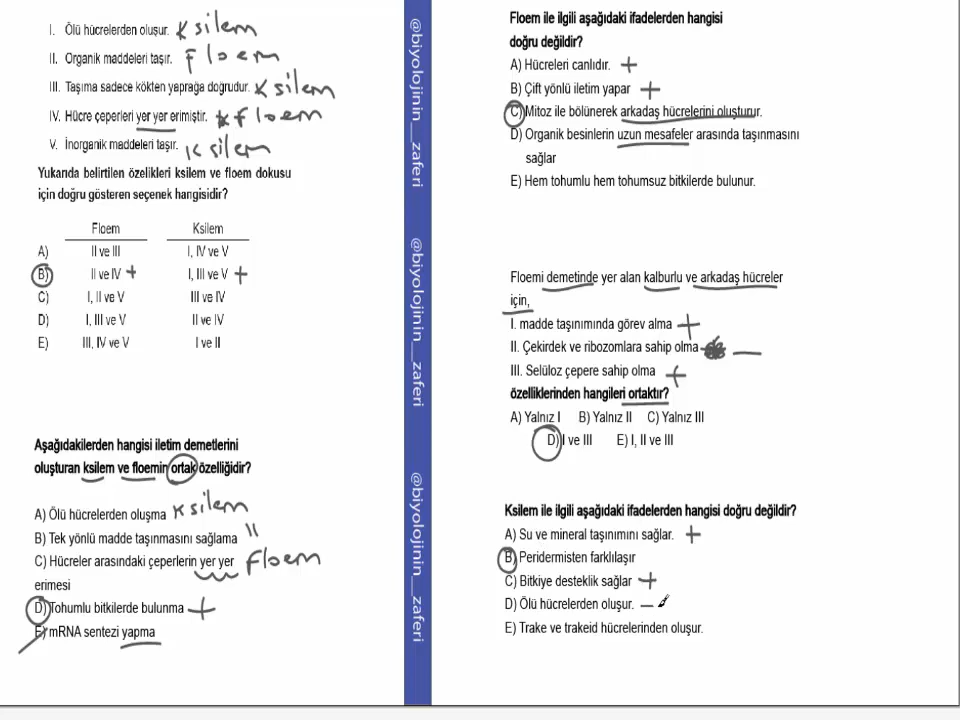 I. Ölü hücrelerden oluşur. Ksilem
II. Organik maddeleri taşır. Floem
III. Taşıma sadece kökten yaprağa doğrudur. Ksilem
IV. Hücre çeperleri yer yer erimiştir. Floem
V. İnorganik maddeleri taşır. Ksilem
Yukarıda belirtilen özelikleri ksilem ve floem dokusu
için doğru gösteren seçenek hangisidir?
Floem Ksilem
A) II ve III I, IV ve V
B) II ve IV + I, III ve V +
C) I, II ve V III ve IV
D) I, III ve V II ve IV
E) III, IV ve V I ve II
Aşağıdakilerden hangisi iletim demetlerini
oluşturan ksilem ve floemin ortak özelliğidir?
A) Ölü hücrelerden oluşma Ksilem
B) Tek yönlü madde taşınmasını sağlama "
C) Hücreler arasındaki çeperlerin yer yer Floem
erimesi
D) Tohumlu bitkilerde bulunma +
E) mRNA sentezi yapma
@biyolojinin__zaferi
@biyolojinin__zaferi
@biyolojinin__zaferi
Floem ile ilgili aşağıdaki ifadelerden hangisi
doğru değildir?
A) Hücreleri canlıdır. +
B) Çift yönlü iletim yapar +
C) Mitoz ile bölünerek arkadaş hücrelerini oluşturur.
D) Organik besinlerin uzun mesafeler arasında taşınmasını
sağlar
E) Hem tohumlu hem tohumsuz bitkilerde bulunur.
Floemi demetinde yer alan kalburlu ve arkadaş hücreler
için,
I. madde taşınımında görev alma +
II. Çekirdek ve ribozomlara sahip olma -
III. Selüloz çepere sahip olma +
özelliklerinden hangileri ortaktır?
A) Yalnız I B) Yalnız II C) Yalnız III
D) I ve III E) I, II ve III
Ksilem ile ilgili aşağıdaki ifadelerden hangisi doğru değildir?
A) Su ve mineral taşınımını sağlar. +
B) Peridermisten farklılaşır
C) Bitkiye desteklik sağlar +
D) Ölü hücrelerden oluşur. -
E) Trake ve trakeid hücrelerinden oluşur.